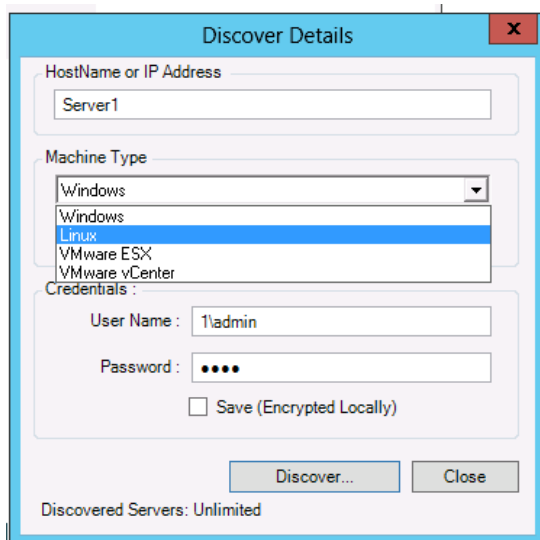 Discover Details
x
HostName or IP Address
Server1
Machine Type
Windows
Windows
Linux
VMware ESX
VMware vCenter
Credentials :
User Name : 1\admin
Password : ●●●●
Save (Encrypted Locally)
Discover... Close
Discovered Servers: Unlimited